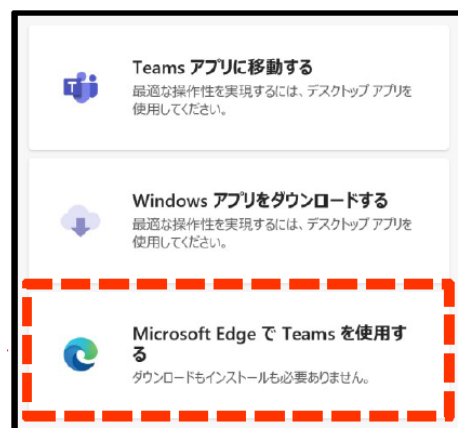 Teams アプリに移動する
最適な操作性を実現するには、デスクトップ アプリを
使用してください。
Windows アプリをダウンロードする
最適な操作性を実現するには、デスクトップ アプリを
使用してください。
Microsoft Edge で Teams を使用す
る
ダウンロードもインストールも必要ありません。